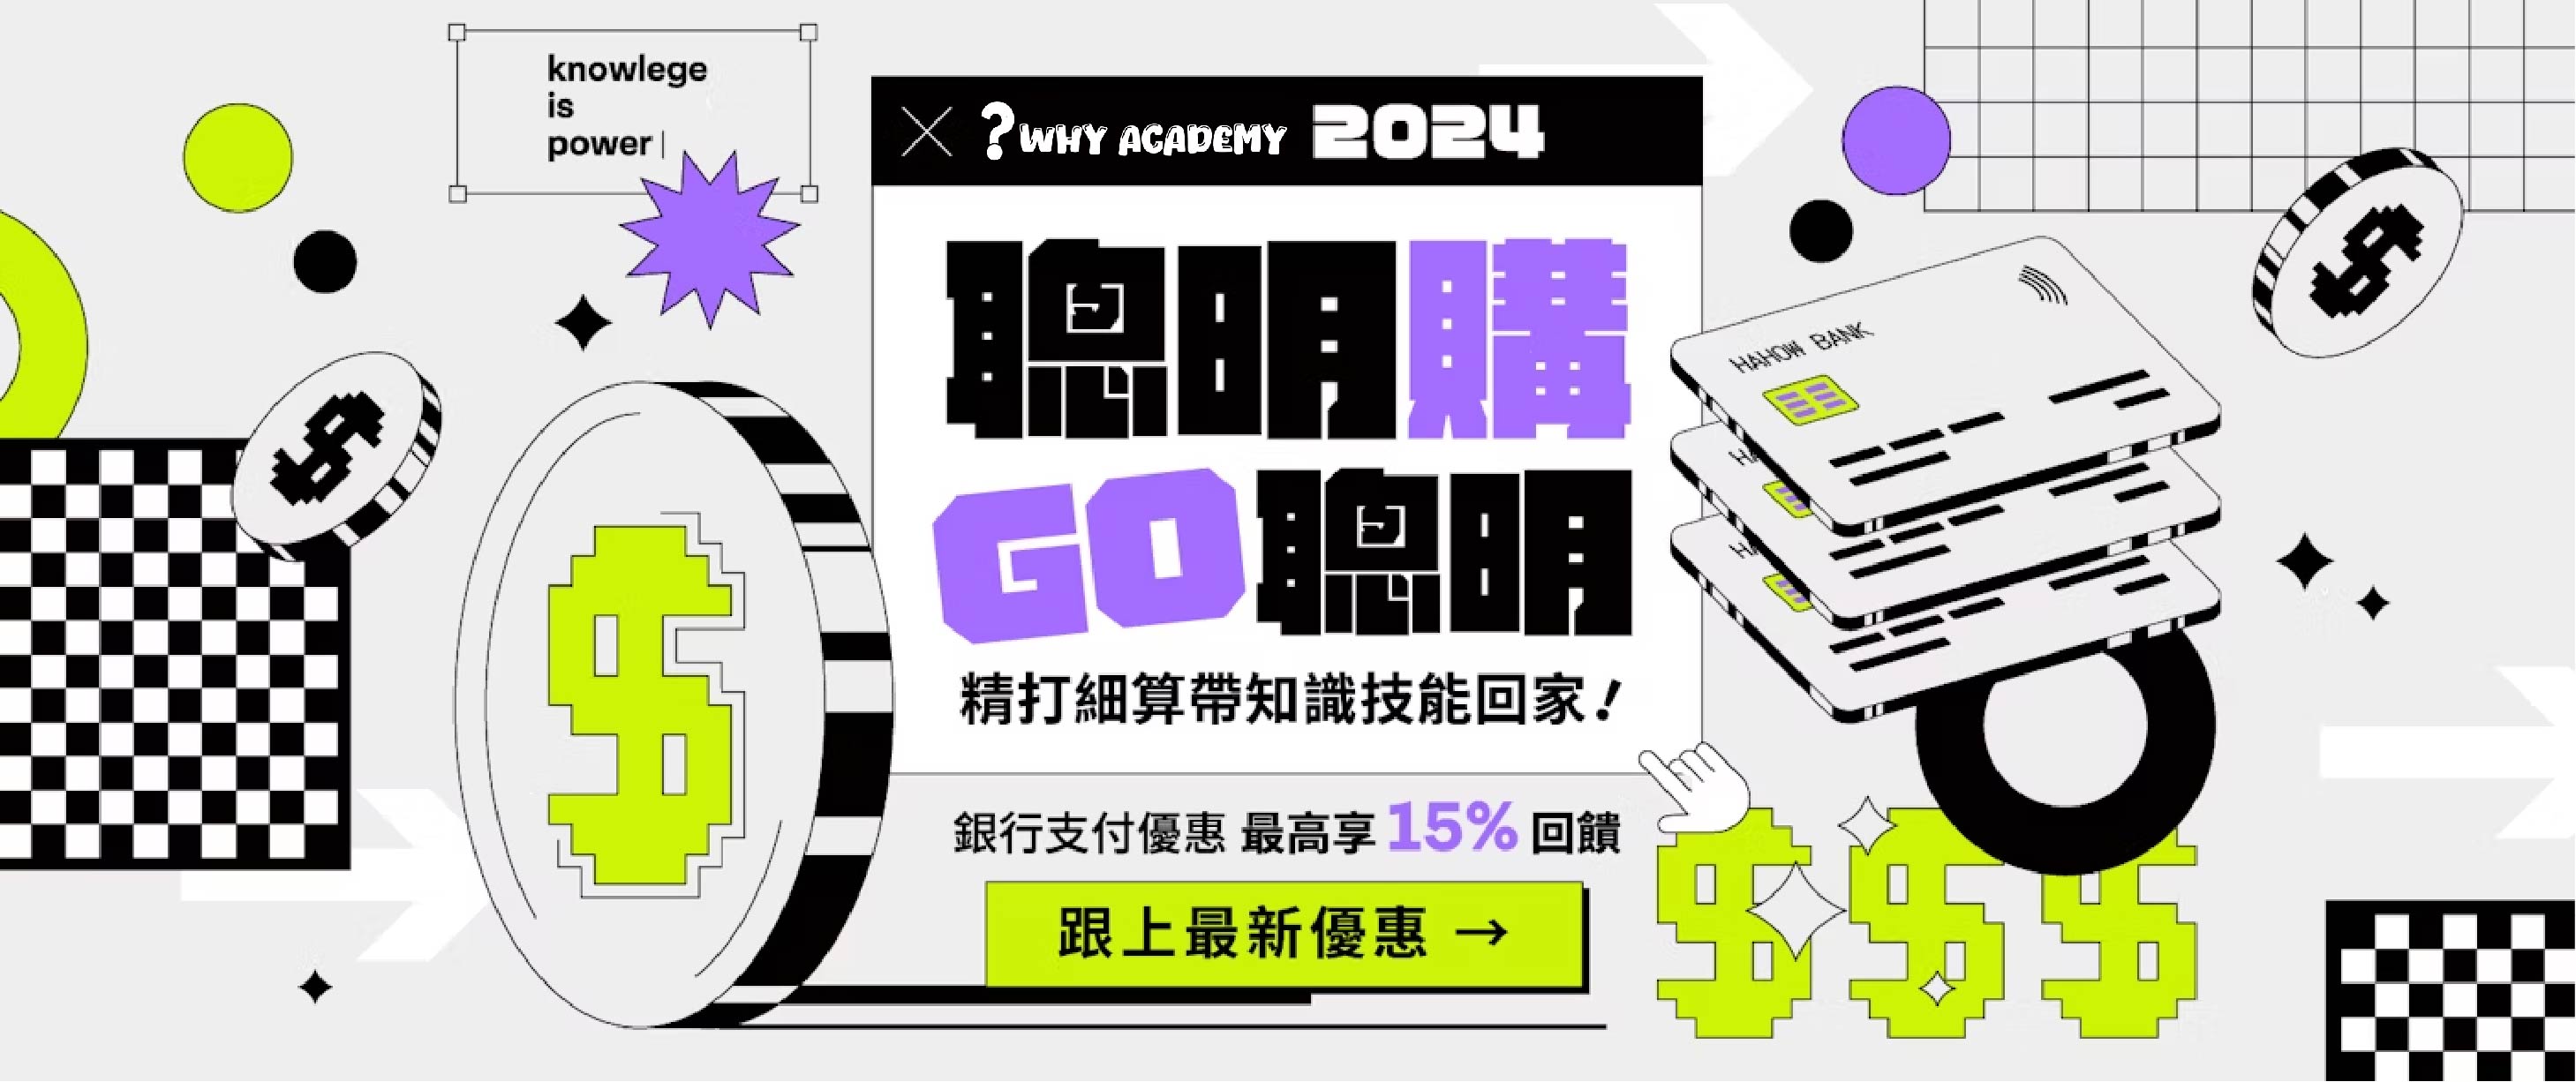 knowlege
is
power
?WHY ACADEMY 2024
聰明購
GO聰明
精打細算帶知識技能回家！
銀行支付優惠 最高享 15% 回饋
跟上最新優惠 →
HAHOW BANK
HA
HA
$
$
$
$ $ $